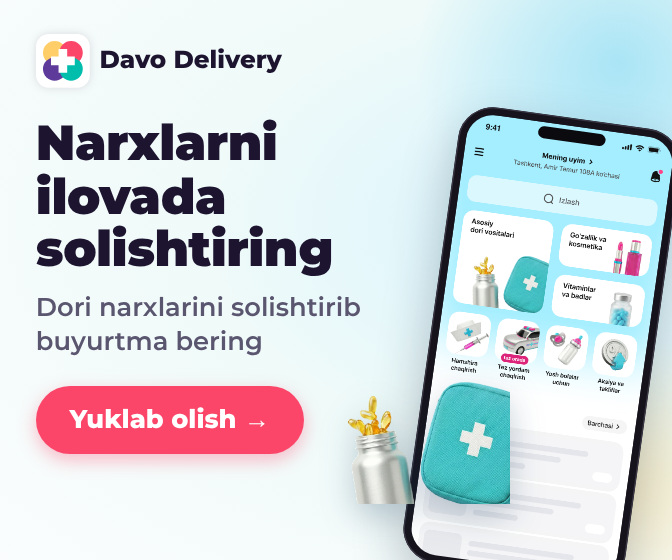 Davo Delivery
Narxlarni
ilovada
solishtiring
Dori narxlarini solishtirib
buyurtma bering
Yuklab olish →
9:41
Mening uyim >
Tashkent, Amir Temur 108A ko'chasi
Izlash
Asosiy
dori vositalari
Go'zallik va
kosmetika
Vitaminlar
va badlar
Hamshira
chaqirish
Tez yordam
chaqirish
Yosh bolalar
uchun
Aksiya va
takliflar
Barchasi >